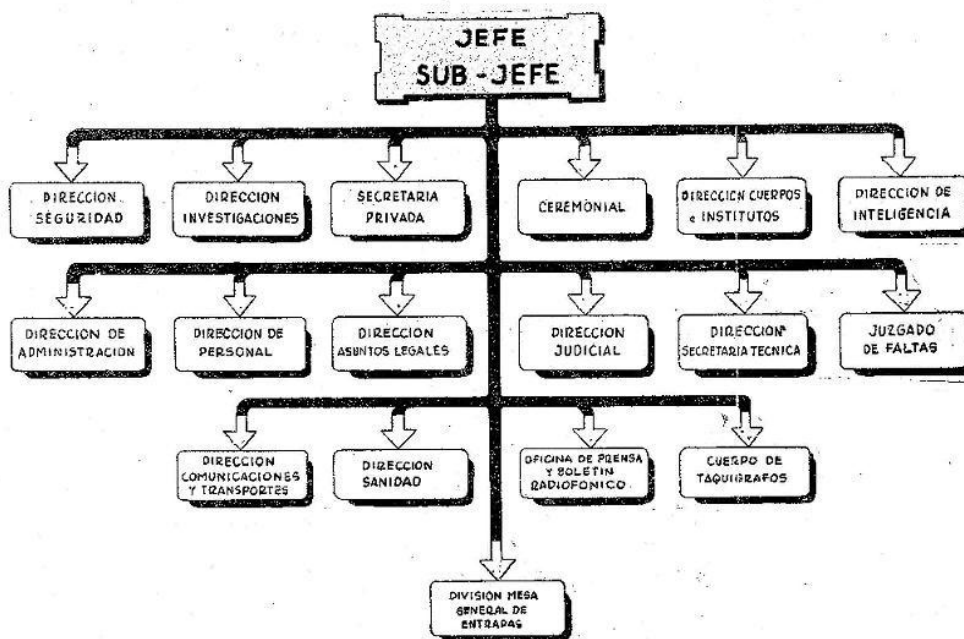 JEFE
SUB-JEFE
DIRECCION
SEGURIDAD
DIRECCION
INVESTIGACIONES
SECRETARIA
PRIVADA
CEREMONIAL
DIRECCION CUERPOS
e INSTITUTOS
DIRECCION DE
INTELIGENCIA
DIRECCION DE
ADMINISTRACIÓN
DIRECCION DE
PERSONAL
DIRECCION
ASUNTOS LEGALES
DIRECCION
JUDICIAL
DIRECCION
SECRETARIA TECNICA
JUZGADO
DE FALTAS
DIRECCION
COMUNICACIONES
Y TRANSPORTES
DIRECCION
SANIDAD
OFICINA DE PRENSA
Y BOLETIN
RADIOFONICO
CUERPO DE
TAQUIGRAFOS
DIVISIÓN MESA
GENERAL DE
ENTRADAS